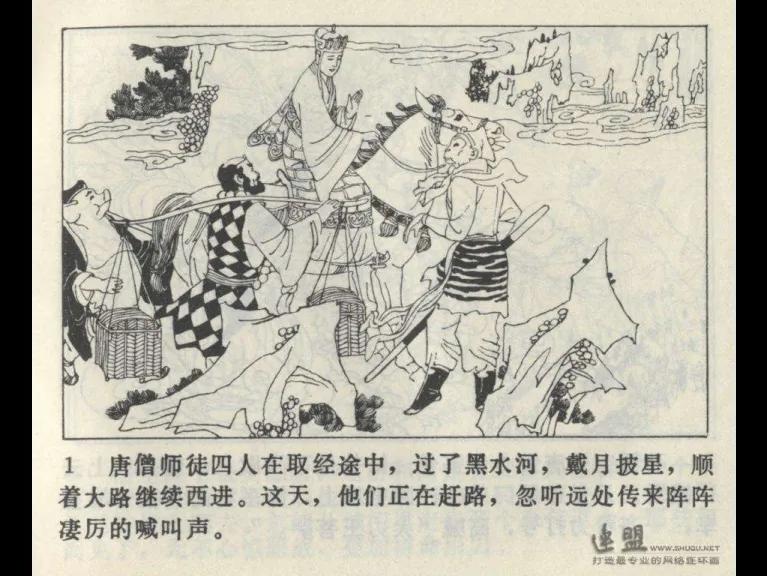 1 唐僧师徒四人在取经途中，过了黑水河，戴月披星，顺
着大路继续西进。这天，他们正在赶路，忽听远处传来阵阵
凄厉的喊叫声。
连盟 WWW.SHUQU.NET
打造最专业的网络连环画